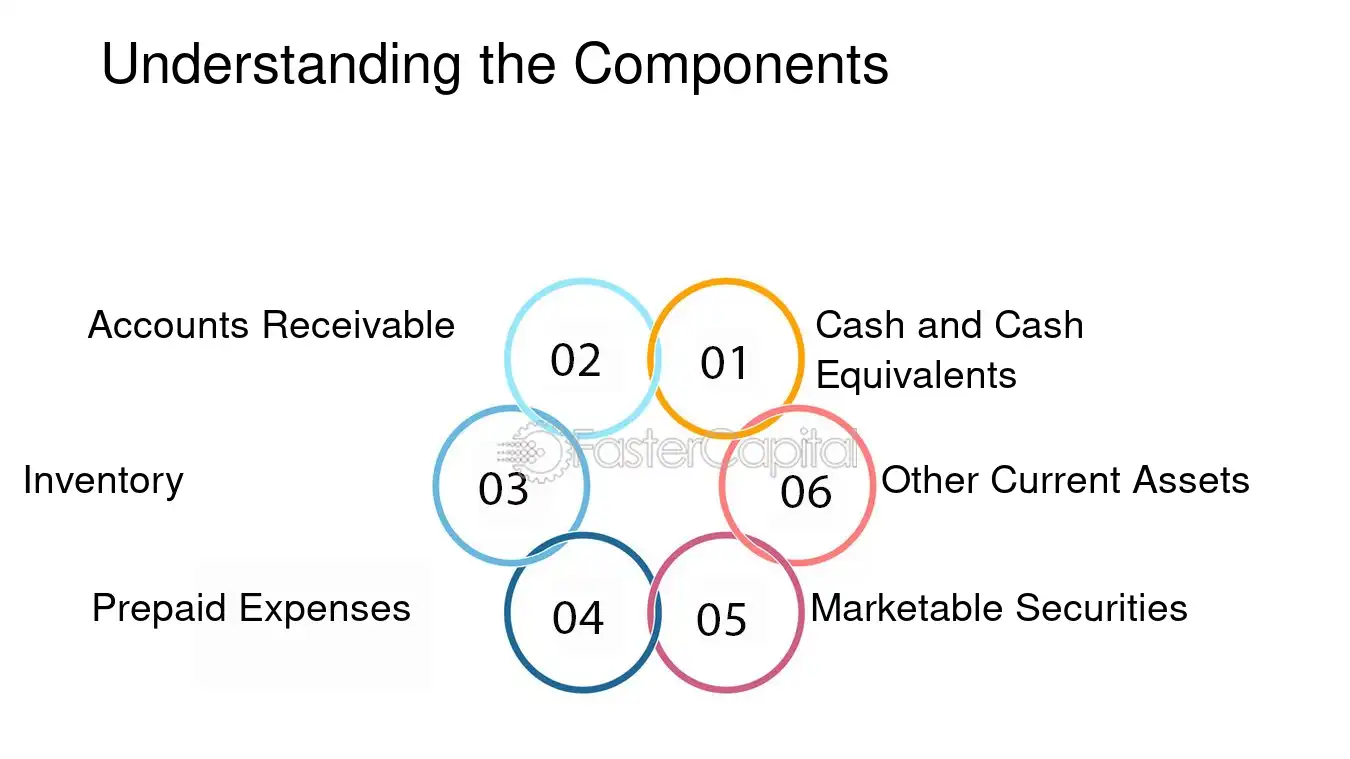 Understanding the Components
Accounts Receivable
02
01
Cash and Cash
Equivalents
FasterCapital
Inventory
03
06
Other Current Assets
Prepaid Expenses
04
05
Marketable Securities